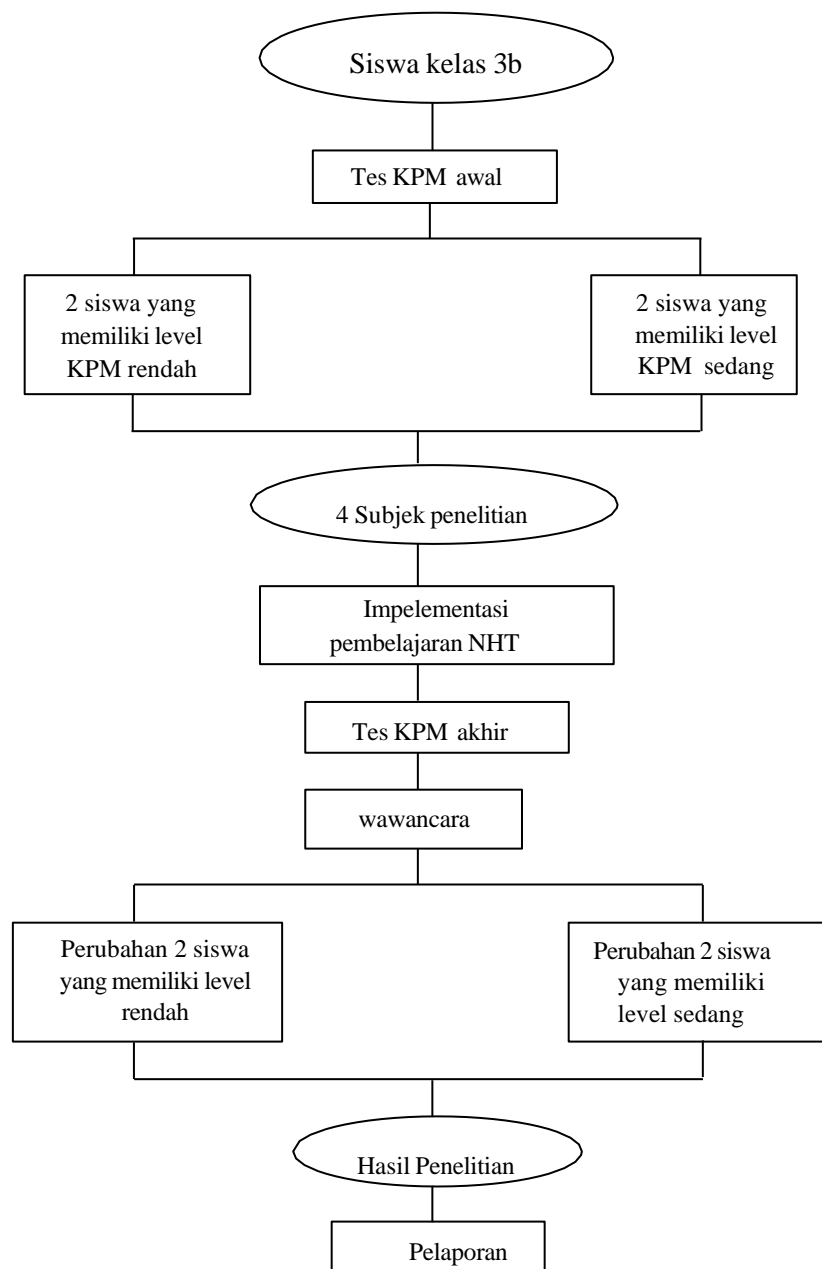 Siswa kelas 3b
Tes KPM awal
2 siswa yang
memiliki level
KPM rendah
2 siswa yang
memiliki level
KPM sedang
4 Subjek penelitian
Impelementasi
pembelajaran NHT
Tes KPM akhir
wawancara
Perubahan 2 siswa
yang memiliki level
rendah
Perubahan 2 siswa
yang memiliki
level sedang
Hasil Penelitian
Pelaporan